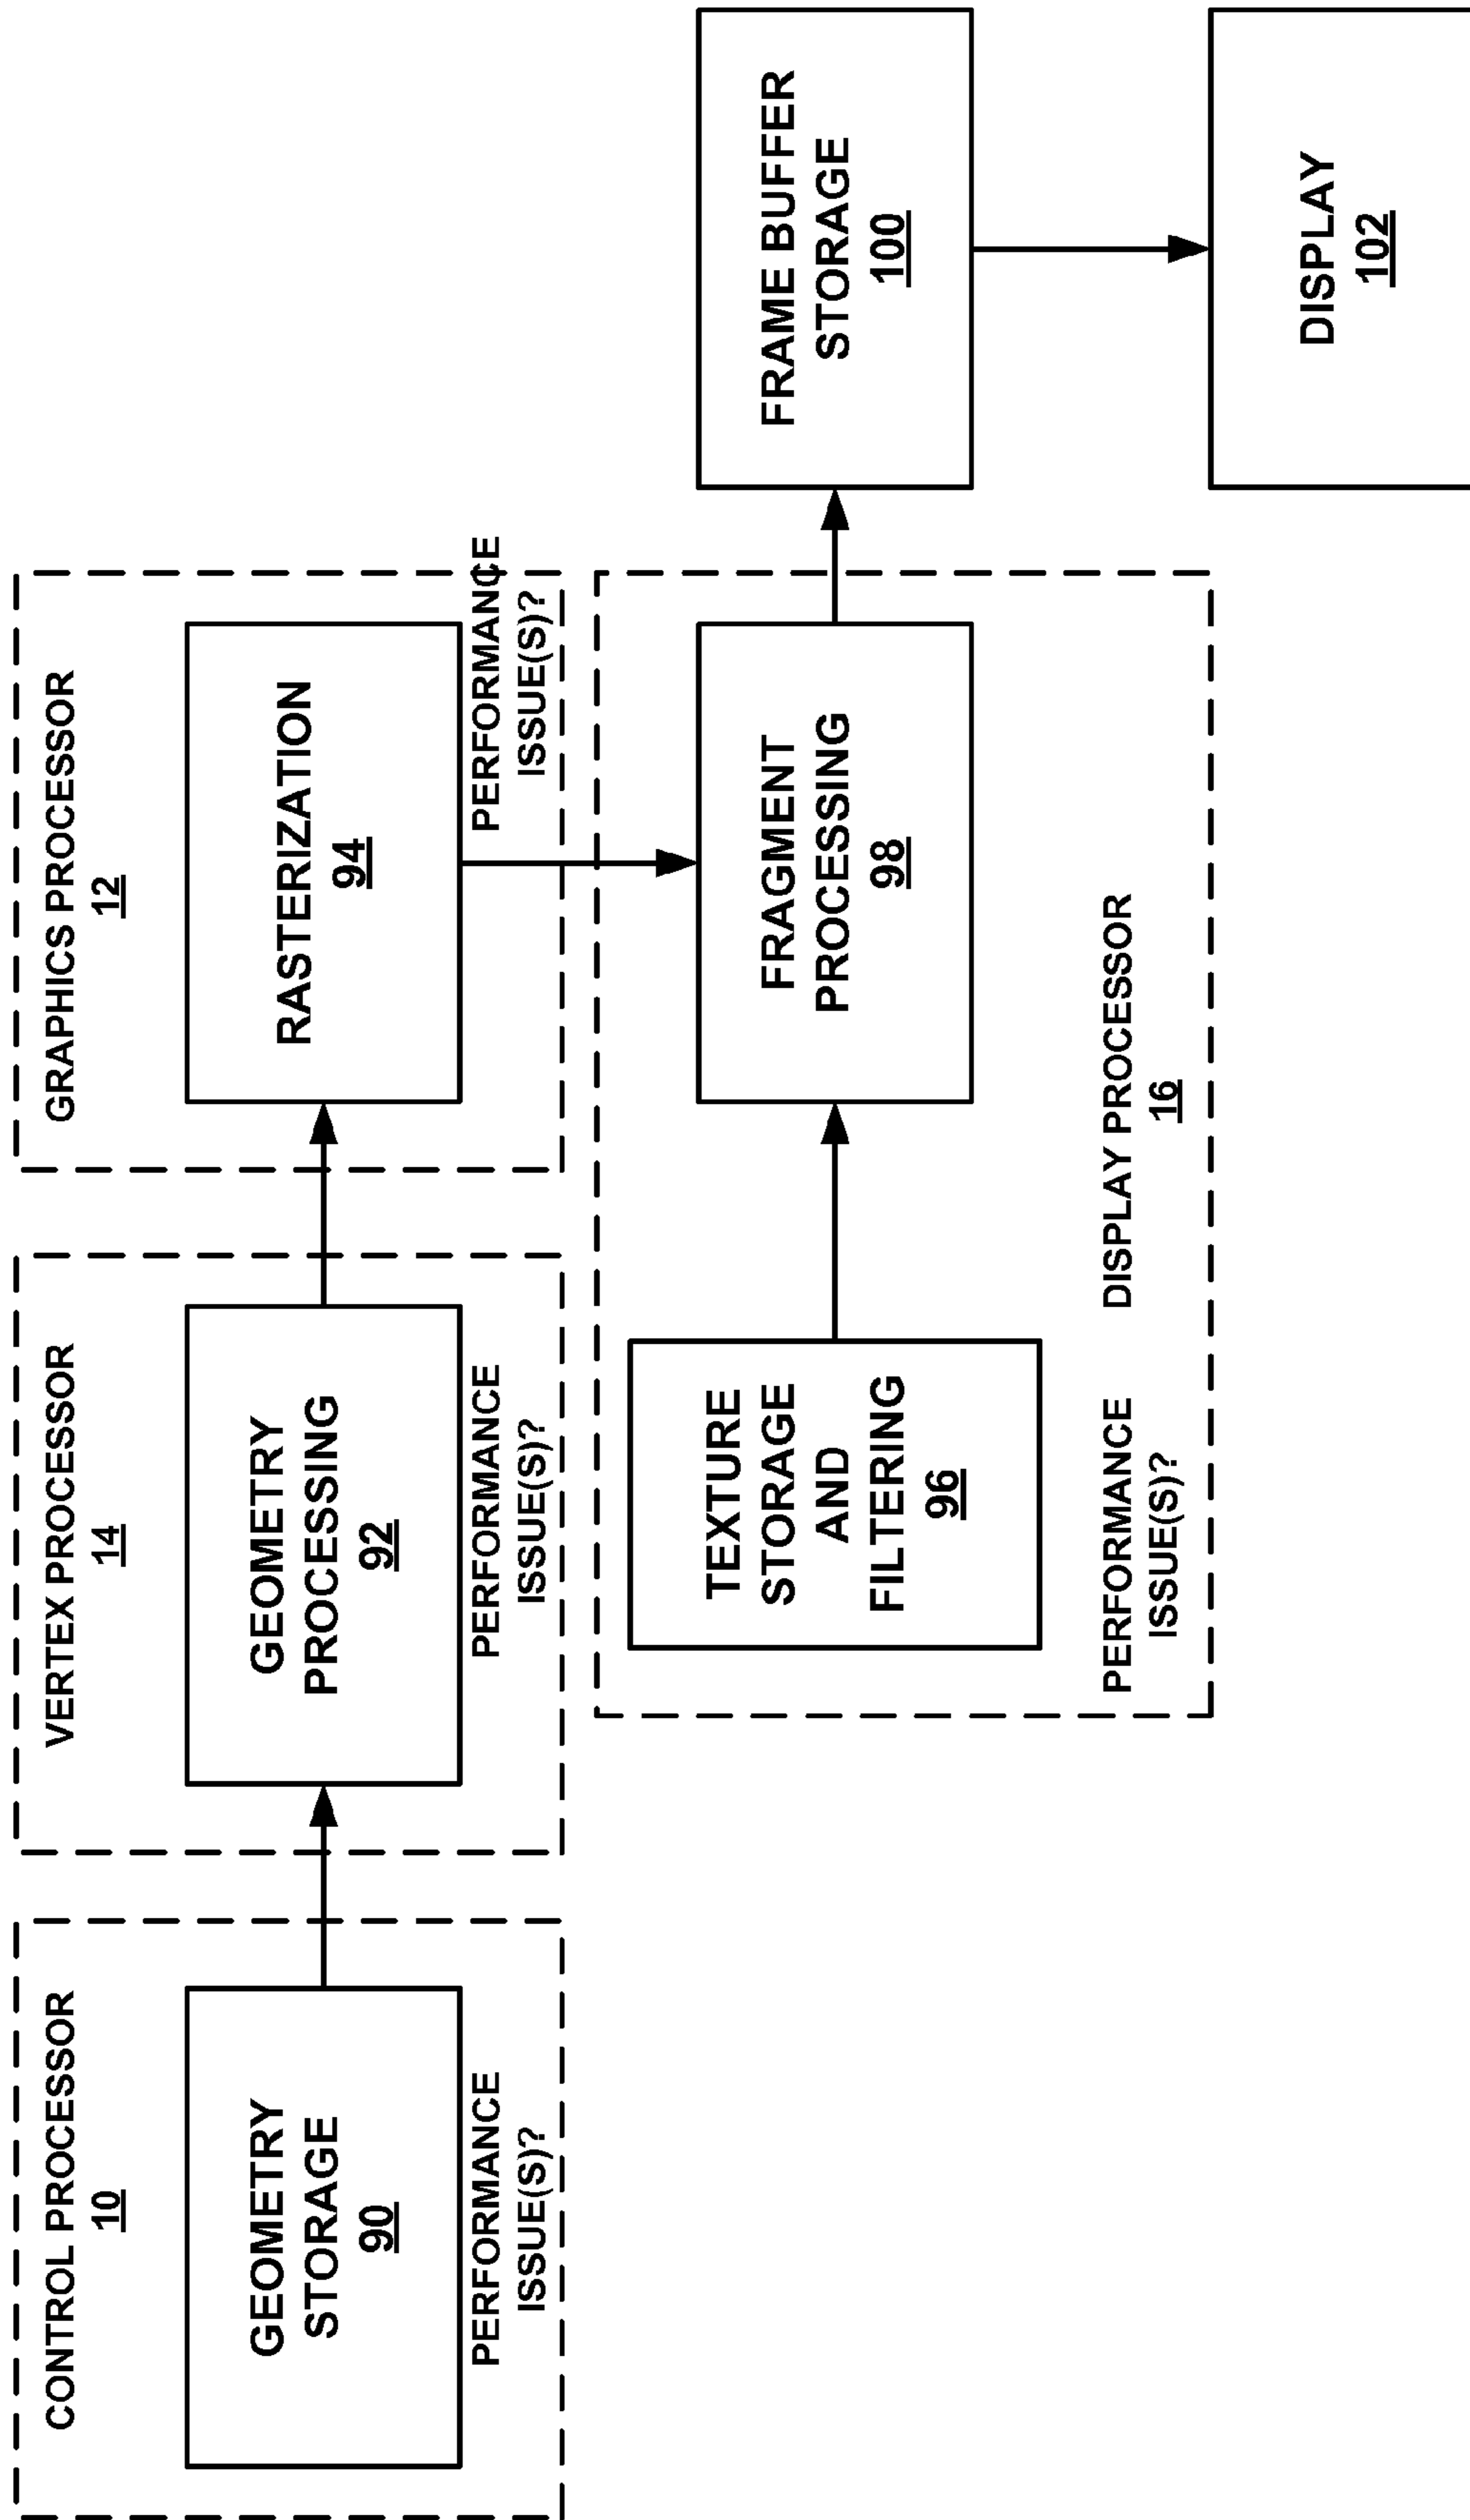 CONTROL PROCESSOR
10
GEOMETRY
STORAGE
90
PERFORMANCE
ISSUE(S)?
VERTEX PROCESSOR
14
GEOMETRY
PROCESSING
92
PERFORMANCE
ISSUE(S)?
GRAPHICS PROCESSOR
12
RASTERIZATION
94
PERFORMANCE
ISSUE(S)?
TEXTURE
STORAGE
AND
FILTERING
96
PERFORMANCE
ISSUE(S)?
FRAGMENT
PROCESSING
98
DISPLAY PROCESSOR
16
FRAME BUFFER
STORAGE
100
DISPLAY
102